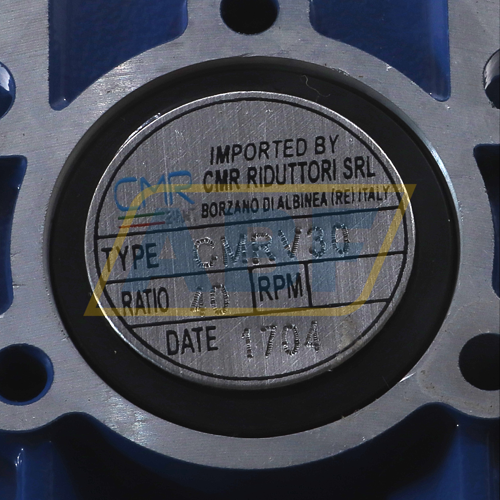 IMPORTED BY
CMR RIDUTTORI SRL
CMR
BORZANO DI ALBINEA (RE) ITALY
TYPE CMRV30
RATIO 40 RPM
DATE 1704